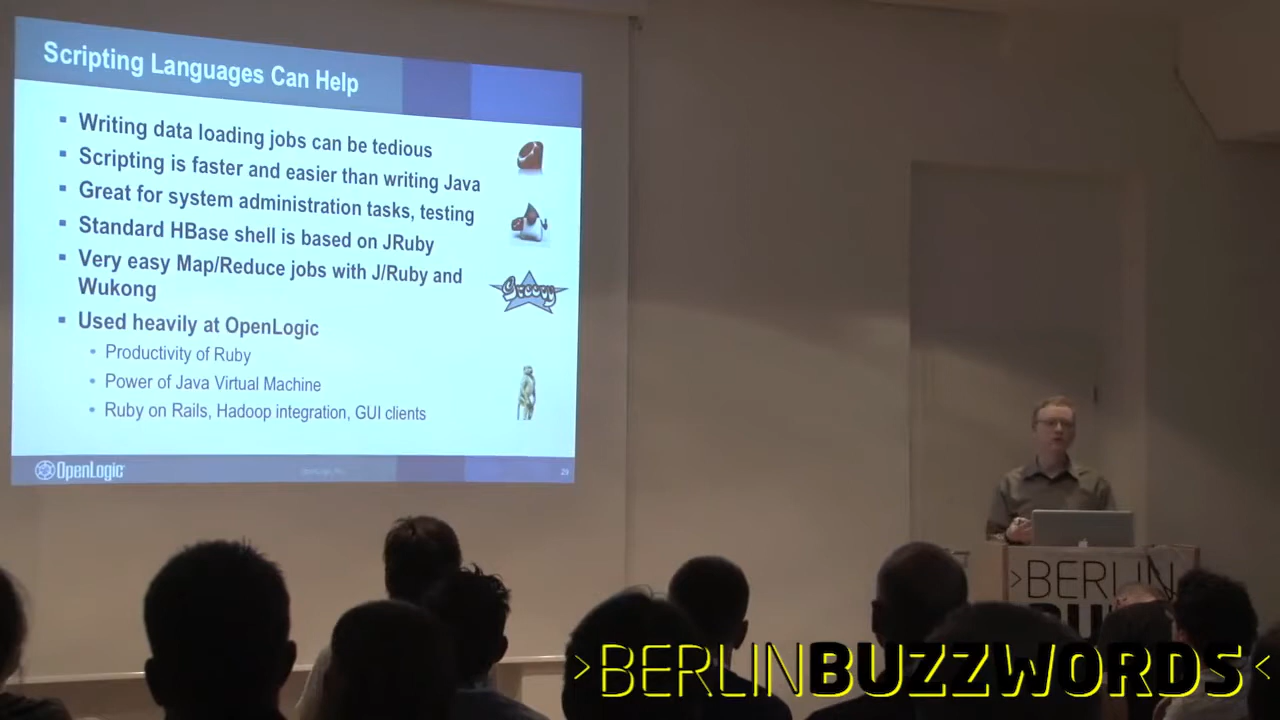 Scripting Languages Can Help
Writing data loading jobs can be tedious
Scripting is faster and easier than writing Java
Great for system administration tasks, testing
Standard HBase shell is based on JRuby
Very easy Map/Reduce jobs with J/Ruby and
Wukong
Used heavily at OpenLogic
Productivity of Ruby
Power of Java Virtual Machine
Ruby on Rails, Hadoop integration, GUI clients
Groovy
OpenLogic
29
>BERLIN
>BERLINBUZZWORDS<